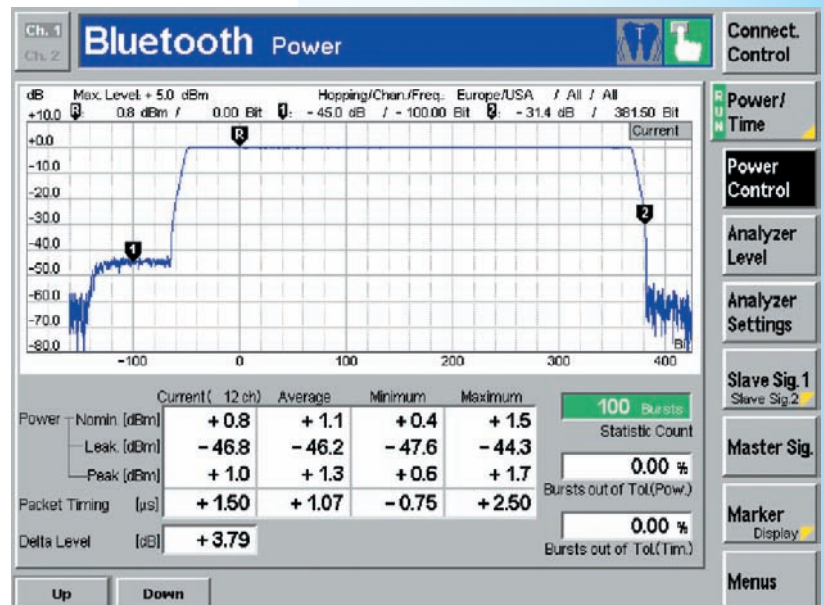 Ch. 1
Ch. 2
Bluetooth Power
Connect. Control
dB Max. Level: + 5.0 dBm Hopping/Chan./Freq.: Europe/USA / All / All
+10.0 R: 0.8 dBm / 0.00 Bit 1: - 45.0 dB / - 100.00 Bit 2: - 31.4 dB / 381.50 Bit
Current
R
+0.0
-10.0
-20.0
-30.0
2
-40.0
1
-50.0
-60.0
-70.0
-80.0
Bit
-100 0 100 200 300 400
Current( 12 ch) Average Minimum Maximum
Power Nomin. [dBm] + 0.8 + 1.1 + 0.4 + 1.5
Leak. [dBm] - 46.8 - 46.2 - 47.6 - 44.3
Peak [dBm] + 1.0 + 1.3 + 0.6 + 1.7
Packet Timing [µs] + 1.50 + 1.07 - 0.75 + 2.50
Delta Level [dB] + 3.79
100 Bursts
Statistic Count
0.00 %
Bursts out of Tol.(Pow.)
0.00 %
Bursts out of Tol.(Tim.)
Up
Down
RUN
Power/
Time
Power
Control
Analyzer
Level
Analyzer
Settings
Slave Sig.1
Slave Sig.2
Master Sig.
Marker
Display
Menus